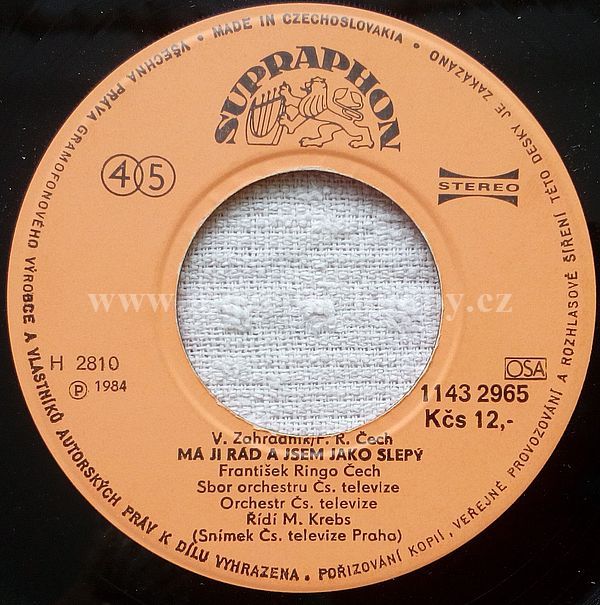 VŠECHNA PRÁVA GRAMOFONOVÉHO VÝROBCE A VLASTNÍKŮ AUTORSKÝCH PRÁV K DÍLU VYHRAZENA • POŘIZOVÁNÍ KOPIÍ, VEŘEJNÉ PROVOZOVÁNÍ A ROZHLASOVÉ ŠÍŘENÍ TÉTO DESKY JE ZAKÁZÁNO • MADE IN CZECHOSLOVAKIA •
SUPRAPHON
45
STEREO
H 2810
P 1984
OSA
1143 2965
Kčs 12,-
V. Zahradník/F. R. Čech
MÁ JI RÁD A JSEM JAKO SLEPÝ
František Ringo Čech
Sbor orchestru Čs. televize
Orchestr Čs. televize
Řídí M. Krebs
(Snímek Čs. televize Praha)